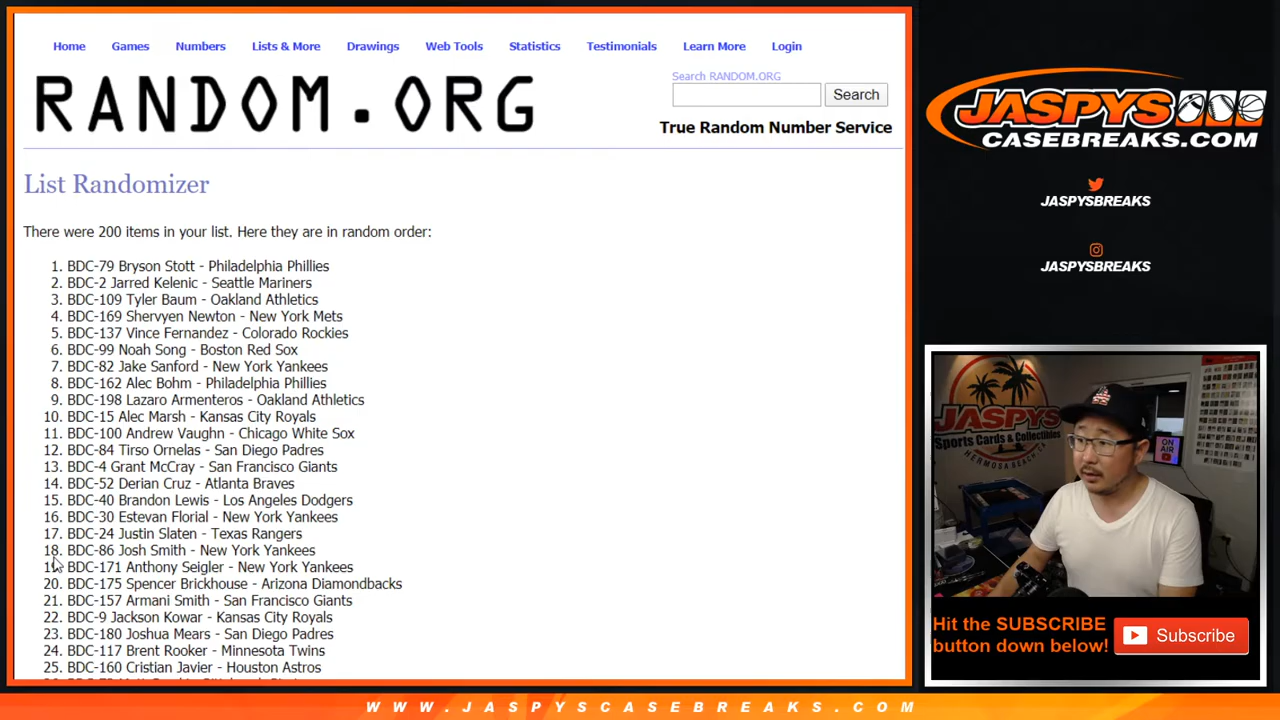 Home Games Numbers Lists & More Drawings Web Tools Statistics Testimonials Learn More Login
RANDOM.ORG
Search RANDOM.ORG
Search
True Random Number Service
List Randomizer
There were 200 items in your list. Here they are in random order:
1. BDC-79 Bryson Stott - Philadelphia Phillies
2. BDC-2 Jarred Kelenic - Seattle Mariners
3. BDC-109 Tyler Baum - Oakland Athletics
4. BDC-169 Shervyen Newton - New York Mets
5. BDC-137 Vince Fernandez - Colorado Rockies
6. BDC-99 Noah Song - Boston Red Sox
7. BDC-82 Jake Sanford - New York Yankees
8. BDC-162 Alec Bohm - Philadelphia Phillies
9. BDC-198 Lazaro Armenteros - Oakland Athletics
10. BDC-15 Alec Marsh - Kansas City Royals
11. BDC-100 Andrew Vaughn - Chicago White Sox
12. BDC-84 Tirso Ornelas - San Diego Padres
13. BDC-4 Grant McCray - San Francisco Giants
14. BDC-52 Derian Cruz - Atlanta Braves
15. BDC-40 Brandon Lewis - Los Angeles Dodgers
16. BDC-30 Estevan Florial - New York Yankees
17. BDC-24 Justin Slaten - Texas Rangers
18. BDC-86 Josh Smith - New York Yankees
19. BDC-171 Anthony Seigler - New York Yankees
20. BDC-175 Spencer Brickhouse - Arizona Diamondbacks
21. BDC-157 Armani Smith - San Francisco Giants
22. BDC-9 Jackson Kowar - Kansas City Royals
23. BDC-180 Joshua Mears - San Diego Padres
24. BDC-117 Brent Rooker - Minnesota Twins
25. BDC-160 Cristian Javier - Houston Astros
JASPYS
CASEBREAKS.COM
JASPYSBREAKS
JASPYSBREAKS
JASPYS
Sports Cards & Collectibles
HERMOSA BEACH, CA
ON AIR
Hit the SUBSCRIBE
button down below!
Subscribe
WWW.JASPYSCASEBREAKS.COM